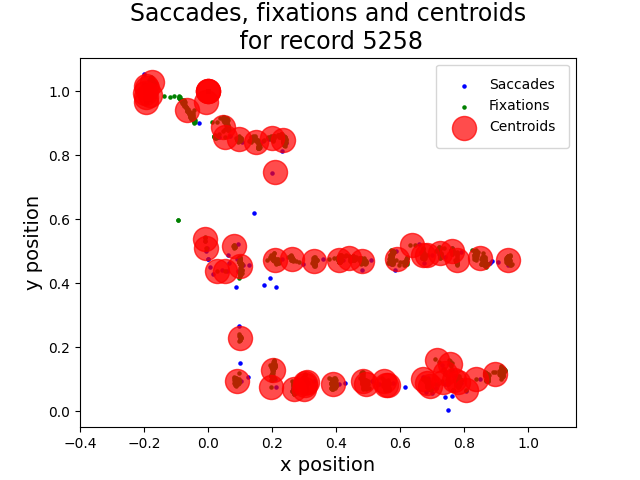 Saccades, fixations and centroids
for record 5258
Saccades
Fixations
Centroids
y position
1.0
0.8
0.6
0.4
0.2
0.0
−0.4
−0.2
0.0
0.2
0.4
0.6
0.8
1.0
x position